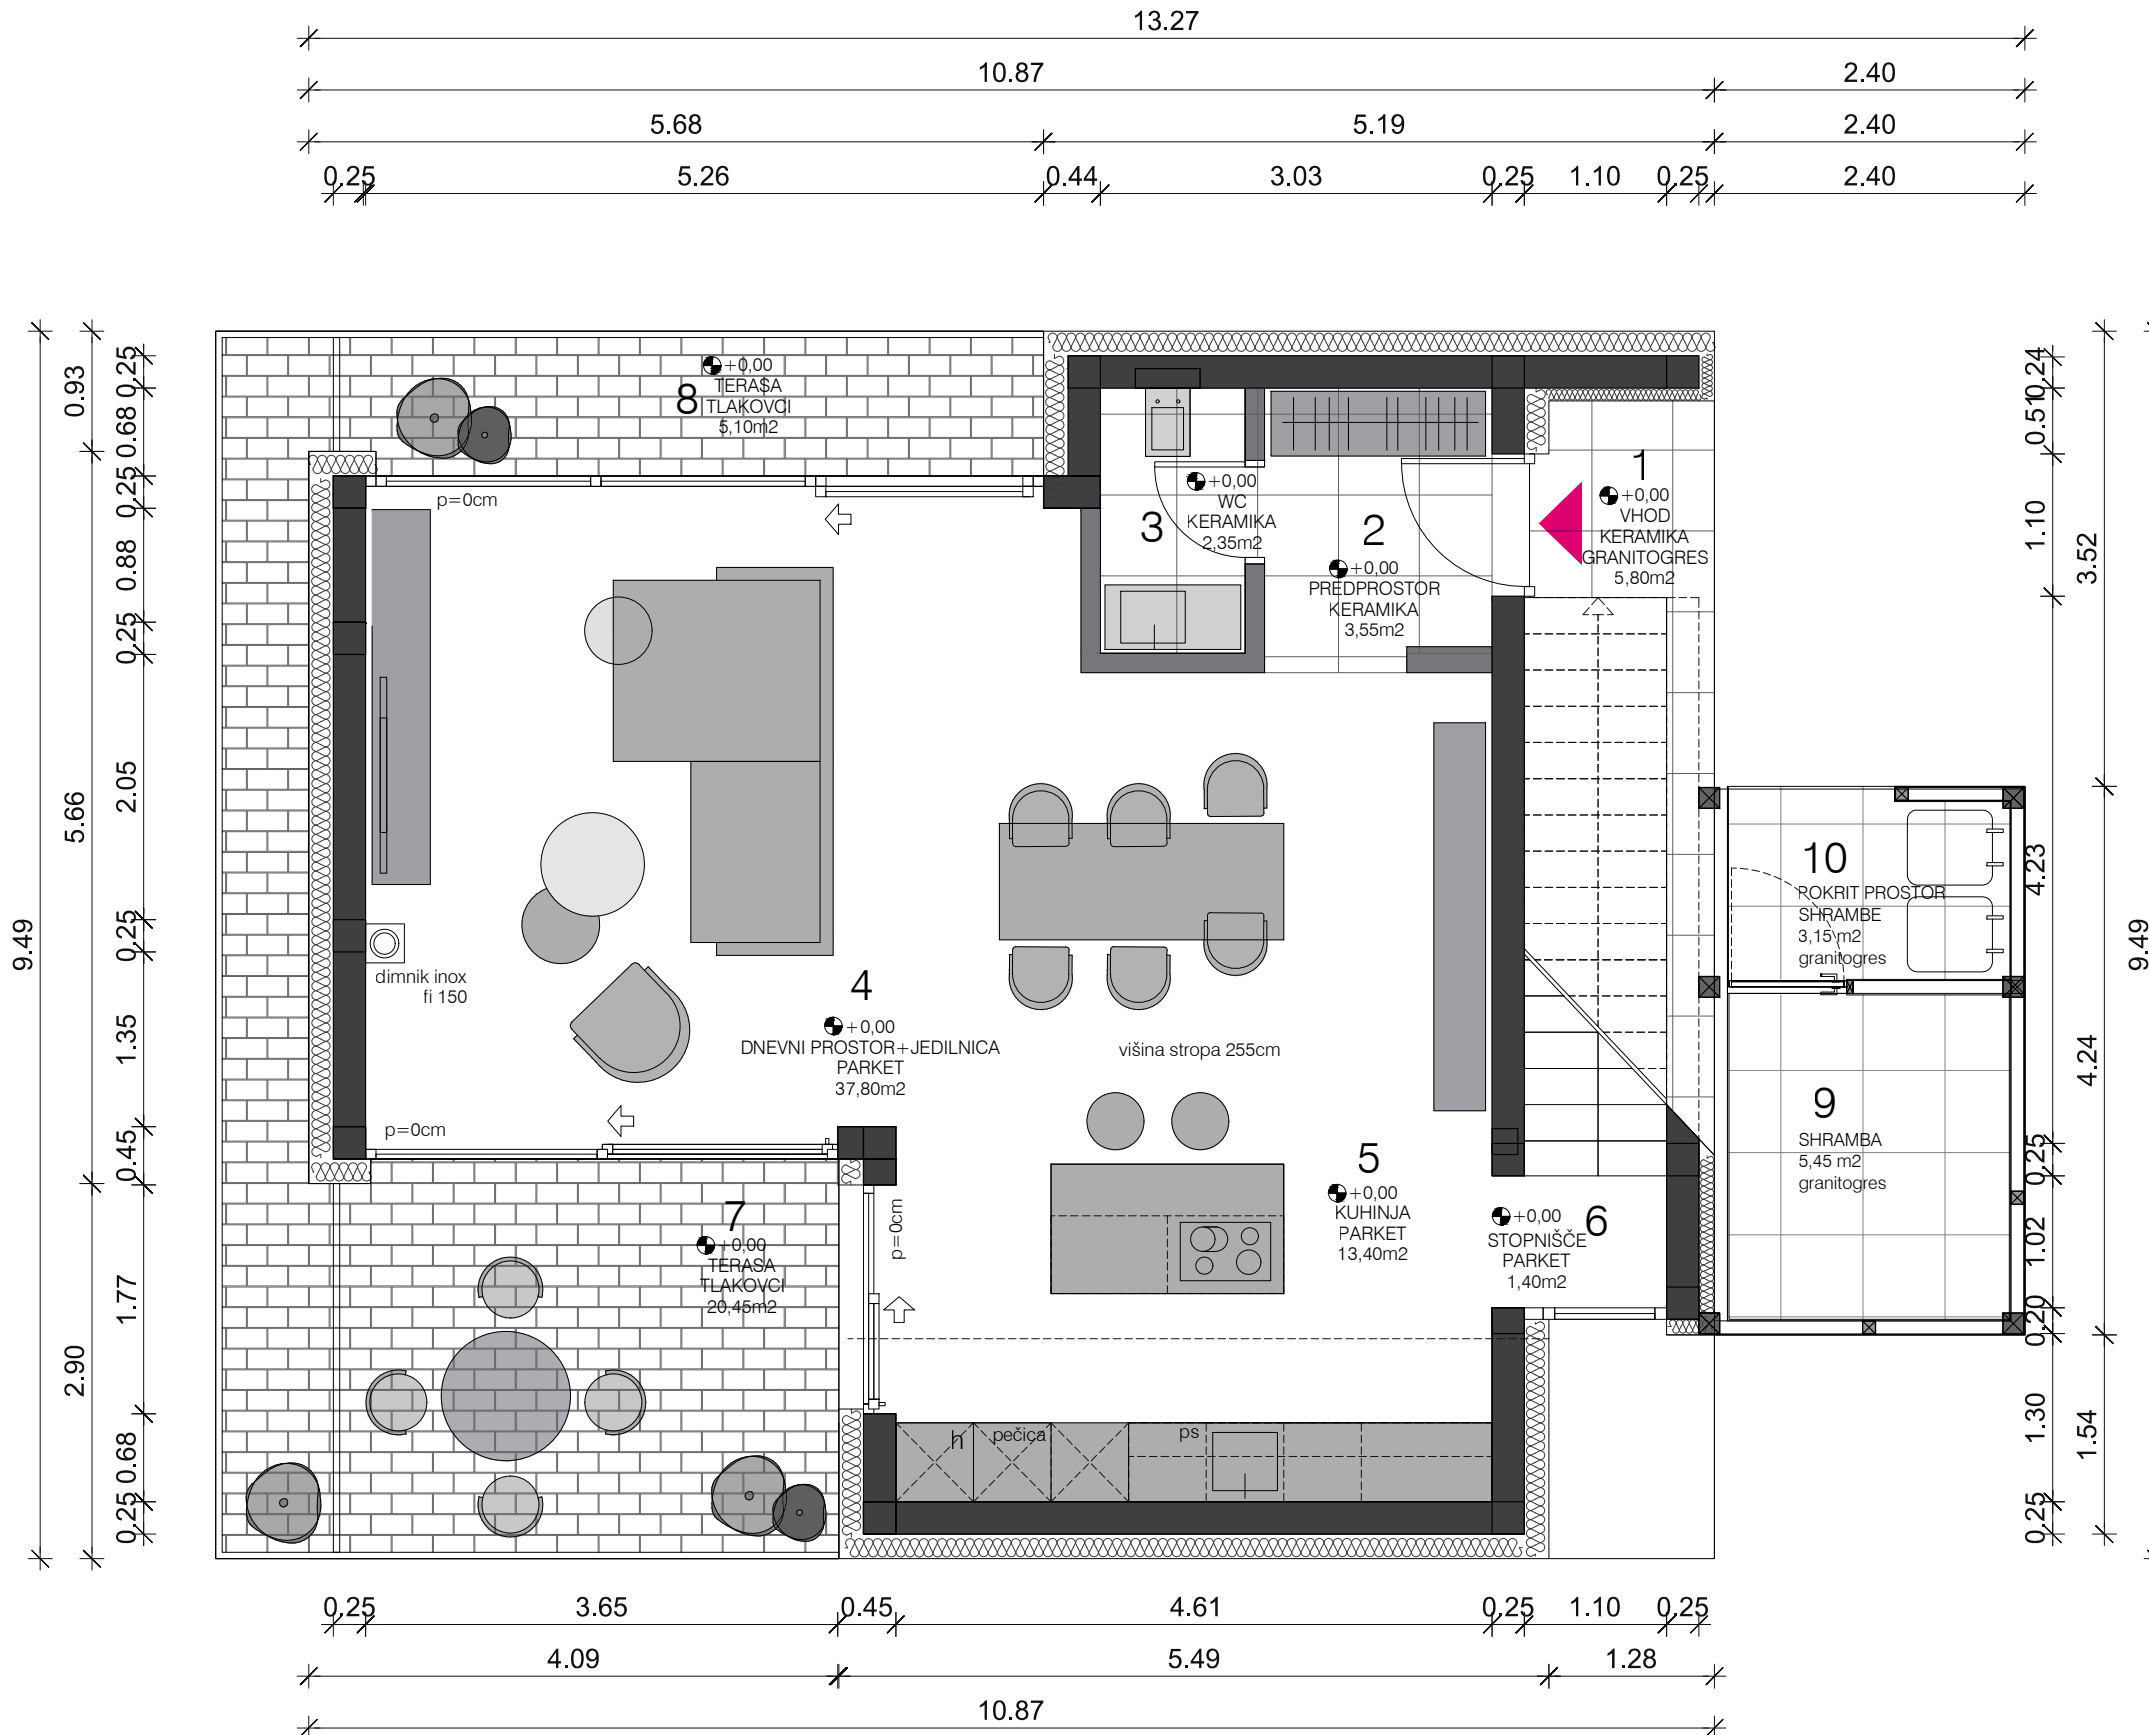 13.27
10.87 2.40
5.68 5.19 2.40
0.25 5.26 0.44 3.03 0.25 1.10 0.25 2.40
9.49
0.93
5.66
2.90
0.25
0.68
0.25
0.88
0.25
2.05
0.25
1.35
0.45
1.77
0.68
0.25
8
+0,00
TERASA
TLAKOVCI
5,10m2
p=0cm
3
+0,00
WC
KERAMIKA
2,35m2
2
+0,00
PREDPROSTOR
KERAMIKA
3,55m2
1
+0,00
VHOD
KERAMIKA
GRANITOGRES
5,80m2
dimnik inox
fi 150
4
+0,00
DNEVNI PROSTOR+JEDILNICA
PARKET
37,80m2
višina stropa 255cm
10
POKRIT PROSTOR
SHRAMBE
3,15 m2
granitogres
9
SHRAMBA
5,45 m2
granitogres
p=0cm
5
+0,00
KUHINJA
PARKET
13,40m2
6
+0,00
STOPNIŠČE
PARKET
1,40m2
7
+0,00
TERASA
TLAKOVCI
20,45m2
p=0cm
h
pečica
ps
0.24
0.51
1.10
4.23
0.25
1.02
0.20
1.30
0.25
3.52
4.24
1.54
9.49
0.25 3.65 0.45 4.61 0.25 1.10 0.25
4.09 5.49 1.28
10.87